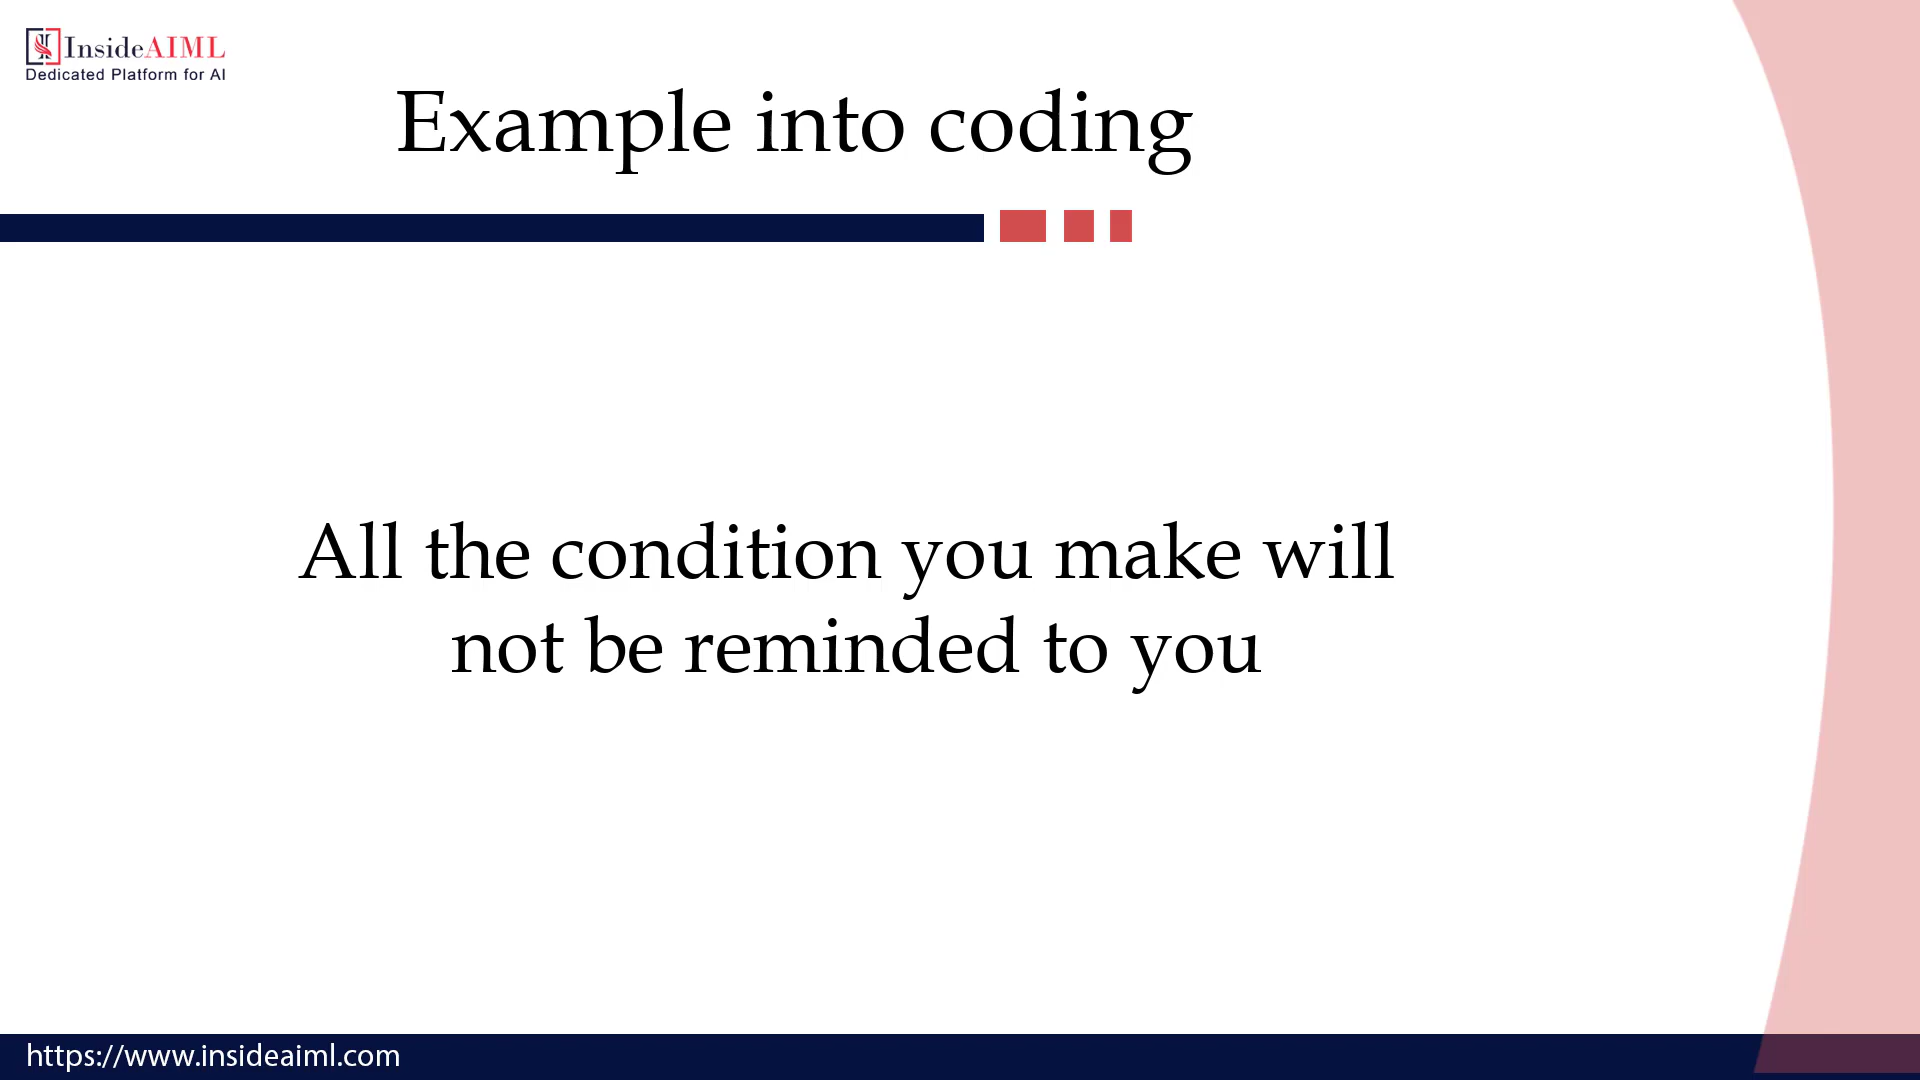 InsideAIML
Dedicated Platform for AI
Example into coding
All the condition you make will
not be reminded to you
https://www.insideaiml.com